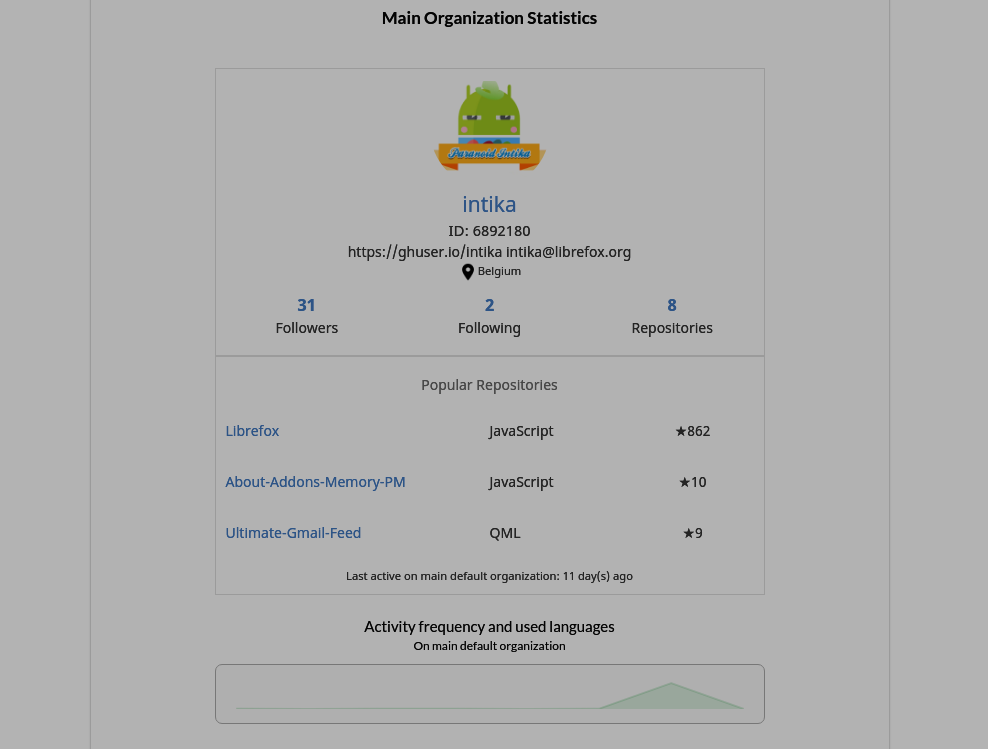 Main Organization Statistics
Paranoid Intika
intika
ID: 6892180
https://ghuser.io/intika intika@librefox.org
Belgium
31 2 8
Followers Following Repositories
Popular Repositories
Librefox JavaScript ★862
About-Addons-Memory-PM JavaScript ★10
Ultimate-Gmail-Feed QML ★9
Last active on main default organization: 11 day(s) ago
Activity frequency and used languages
On main default organization